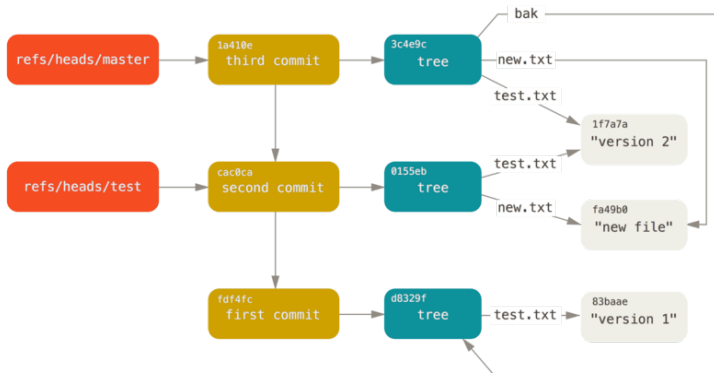 bak
refs/heads/master
1a410e
third commit
3c4e9c
tree
new.txt
test.txt
1f7a7a
"version 2"
refs/heads/test
cac0ca
second commit
0155eb
tree
test.txt
new.txt
fa49b0
"new file"
fdf4fc
first commit
d8329f
tree
test.txt
83baae
"version 1"